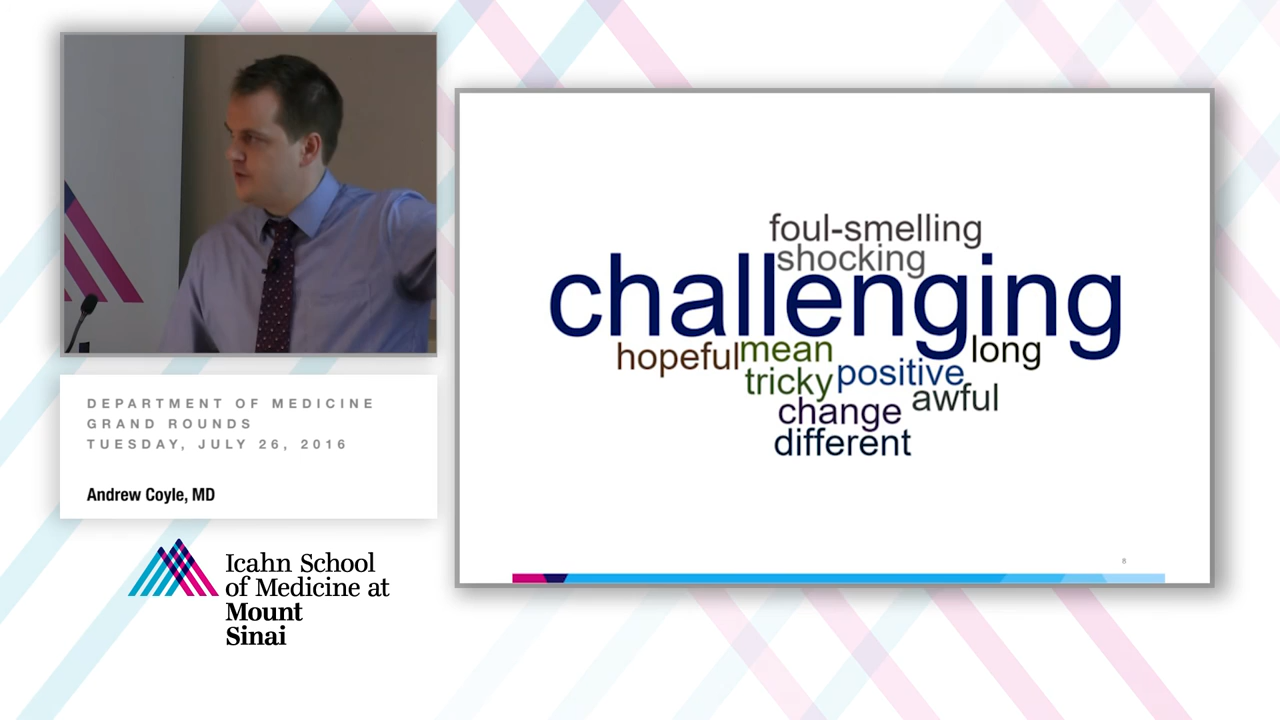 DEPARTMENT OF MEDICINE
GRAND ROUNDS
TUESDAY, JULY 26, 2016
Andrew Coyle, MD
Icahn School
of Medicine at
Mount
Sinai
foul-smelling
shocking
challenging
hopeful mean long
tricky positive
change awful
different
8